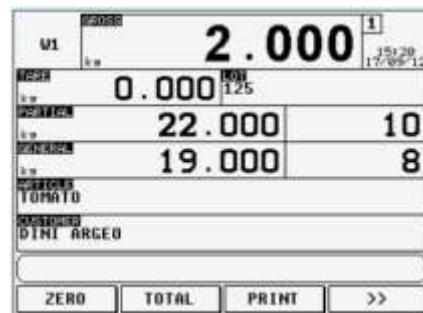 GROSS
W1 kg 2.000 1
15:20
17/09/12
TARE
kg 0.000
LOT
125
PARTIAL
kg 22.000 10
GENERAL
kg 19.000 8
ARTICLE
TOMATO
CUSTOMER
DINI ARGEO
ZERO TOTAL PRINT >>